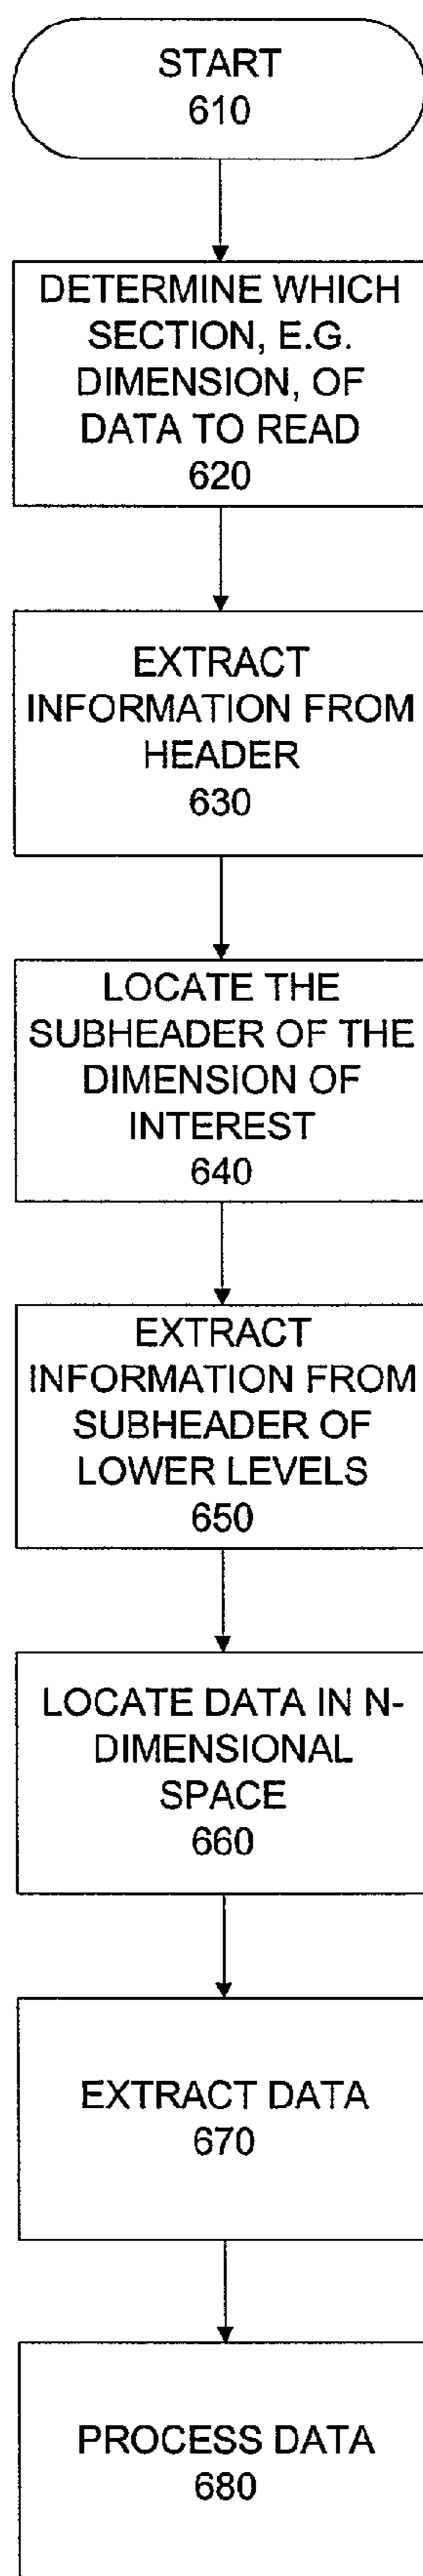 START
610
DETERMINE WHICH
SECTION, E.G.
DIMENSION, OF
DATA TO READ
620
EXTRACT
INFORMATION FROM
HEADER
630
LOCATE THE
SUBHEADER OF THE
DIMENSION OF
INTEREST
640
EXTRACT
INFORMATION FROM
SUBHEADER OF
LOWER LEVELS
650
LOCATE DATA IN N-
DIMENSIONAL
SPACE
660
EXTRACT DATA
670
PROCESS DATA
680